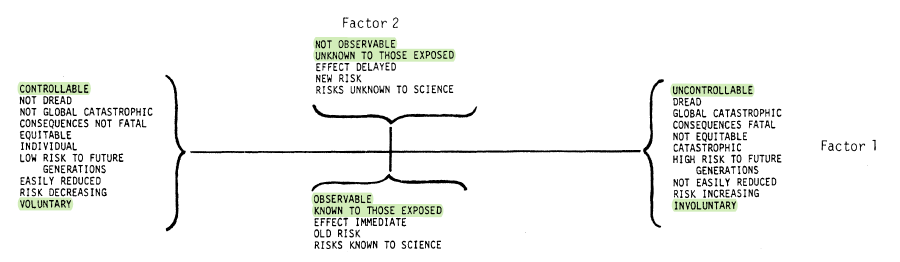 Factor 2
NOT OBSERVABLE
UNKNOWN TO THOSE EXPOSED
EFFECT DELAYED
NEW RISK
RISKS UNKNOWN TO SCIENCE
CONTROLLABLE
NOT DREAD
NOT GLOBAL CATASTROPHIC
CONSEQUENCES NOT FATAL
EQUITABLE
INDIVIDUAL
LOW RISK TO FUTURE
GENERATIONS
EASILY REDUCED
RISK DECREASING
VOLUNTARY
UNCONTROLLABLE
DREAD
GLOBAL CATASTROPHIC
CONSEQUENCES FATAL
NOT EQUITABLE
CATASTROPHIC
HIGH RISK TO FUTURE
GENERATIONS
NOT EASILY REDUCED
RISK INCREASING
INVOLUNTARY
Factor 1
OBSERVABLE
KNOWN TO THOSE EXPOSED
EFFECT IMMEDIATE
OLD RISK
RISKS KNOWN TO SCIENCE